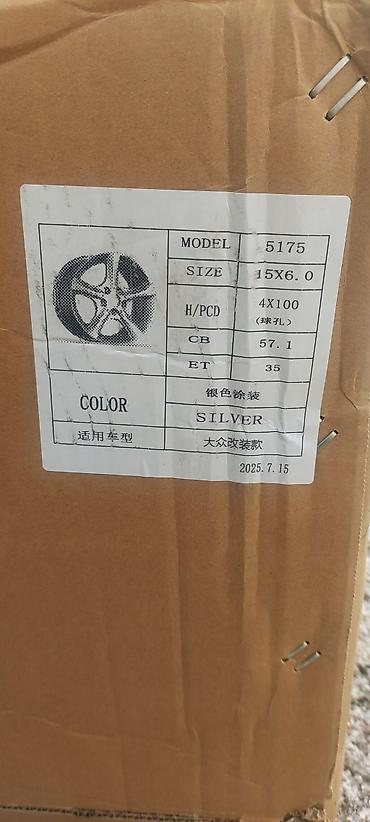 MODEL 5175
SIZE 15X6.0
H/PCD 4X100
(球孔)
CB 57.1
ET 35
COLOR 银色涂装
SILVER
适用车型 大众改装款
2025.7.15